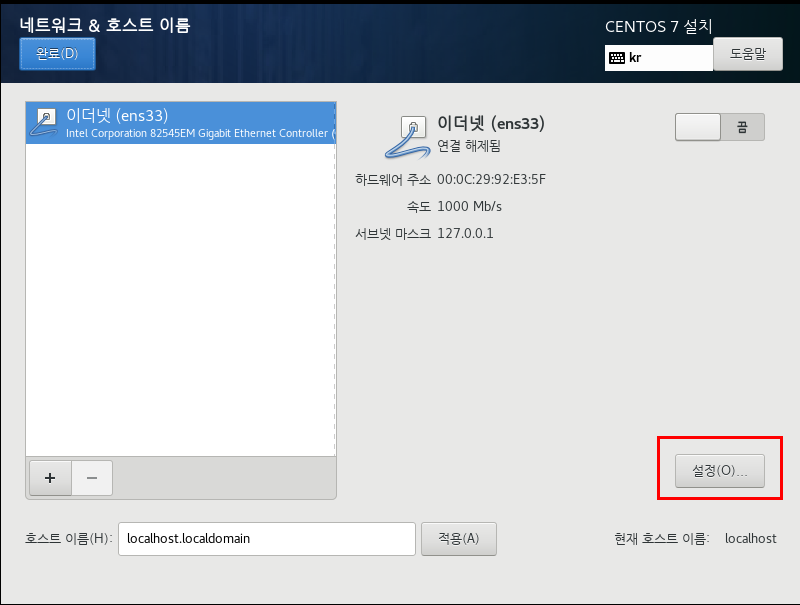 네트워크 & 호스트 이름
CENTOS 7 설치
완료(D)
kr
도움말
이더넷 (ens33)
Intel Corporation 82545EM Gigabit Ethernet Controller (
이더넷 (ens33)
연결 해제됨
끔
하드웨어 주소 00:0C:29:92:E3:5F
속도 1000 Mb/s
서브넷 마스크 127.0.0.1
+ −
설정(O)...
호스트 이름(H): localhost.localdomain 적용(A) 현재 호스트 이름: localhost